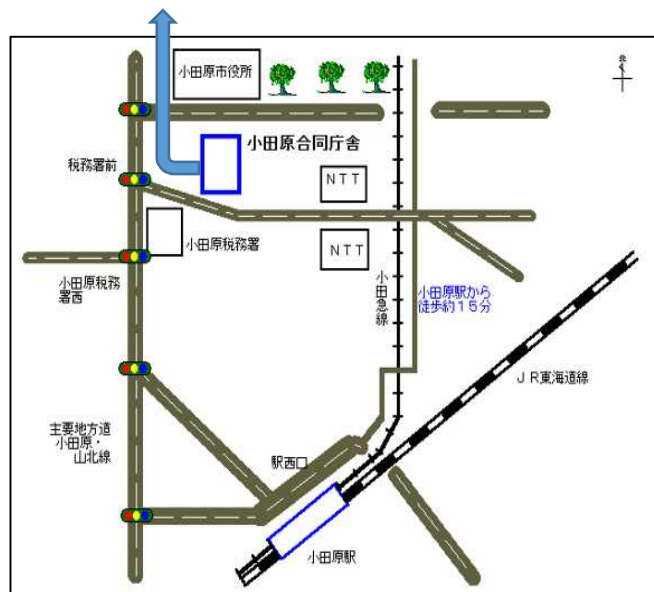 小田原市役所
北
小田原合同庁舎
税務署前
ＮＴＴ
小田原税務署
ＮＴＴ
小田原税務
署西
小田急線
小田原駅から
徒歩約１５分
ＪＲ東海道線
主要地方道
小田原・
山北線
駅西口
小田原駅